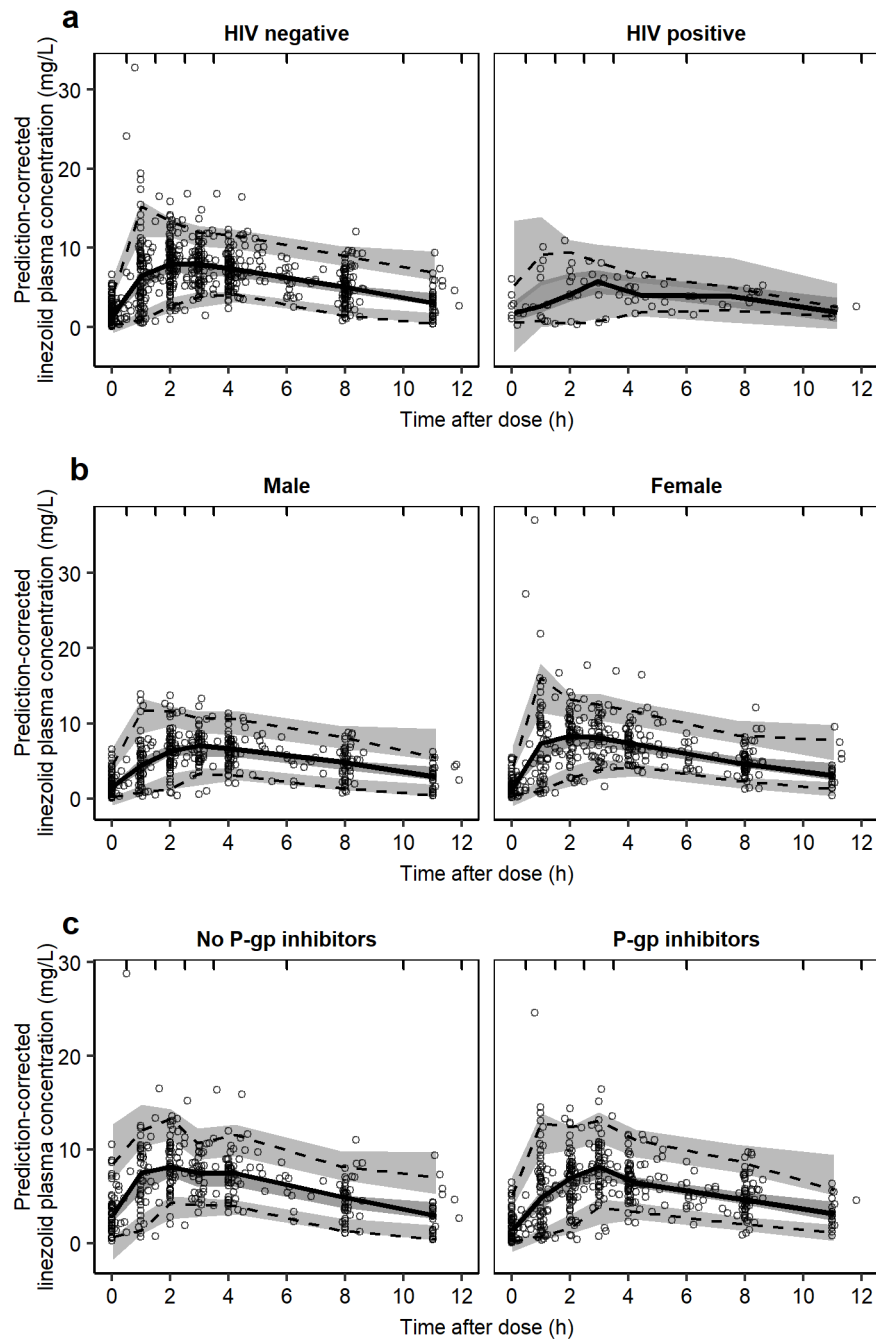 a
HIV negative
HIV positive
Prediction-corrected
linezolid plasma concentration (mg/L)
30
20
10
0
0 2 4 6 8 10 12
0 2 4 6 8 10 12
Time after dose (h)
Time after dose (h)
b
Male
Female
Prediction-corrected
linezolid plasma concentration (mg/L)
30
20
10
0
0 2 4 6 8 10 12
0 2 4 6 8 10 12
Time after dose (h)
Time after dose (h)
c
No P-gp inhibitors
P-gp inhibitors
Prediction-corrected
linezolid plasma concentration (mg/L)
30
20
10
0
0 2 4 6 8 10 12
0 2 4 6 8 10 12
Time after dose (h)
Time after dose (h)